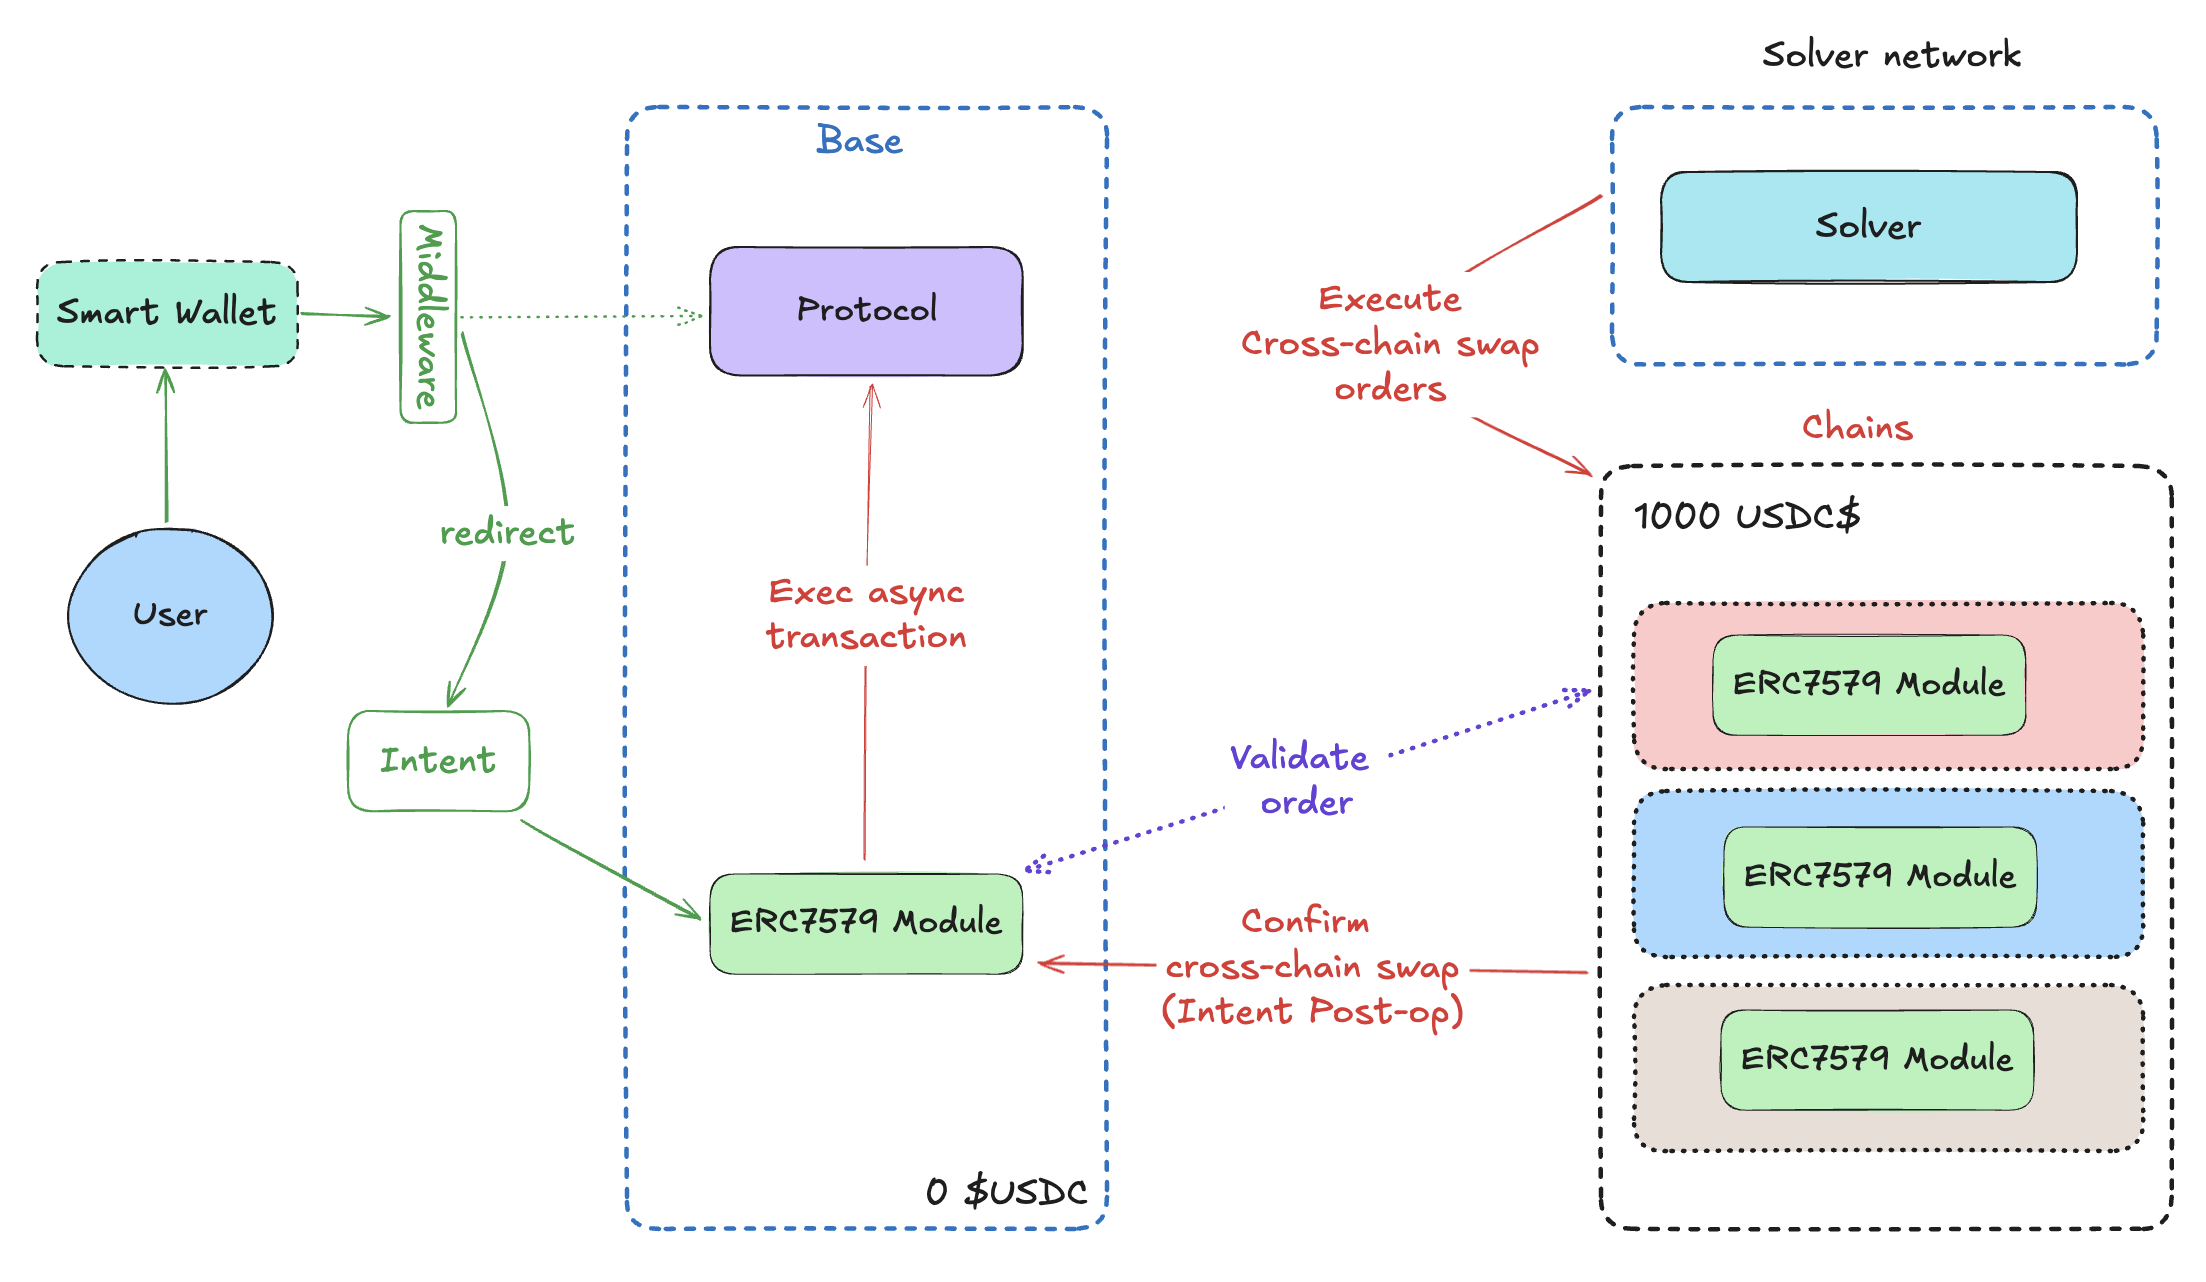 Solver network
Base
Solver
Smart Wallet
Middleware
Protocol
Execute
Cross-chain swap
orders
Chains
1000 USDC$
redirect
User
Exec async
transaction
ERC7579 Module
Intent
Validate
order
ERC7579 Module
ERC7579 Module
Confirm
cross-chain swap
(Intent Post-op)
ERC7579 Module
0 $USDC